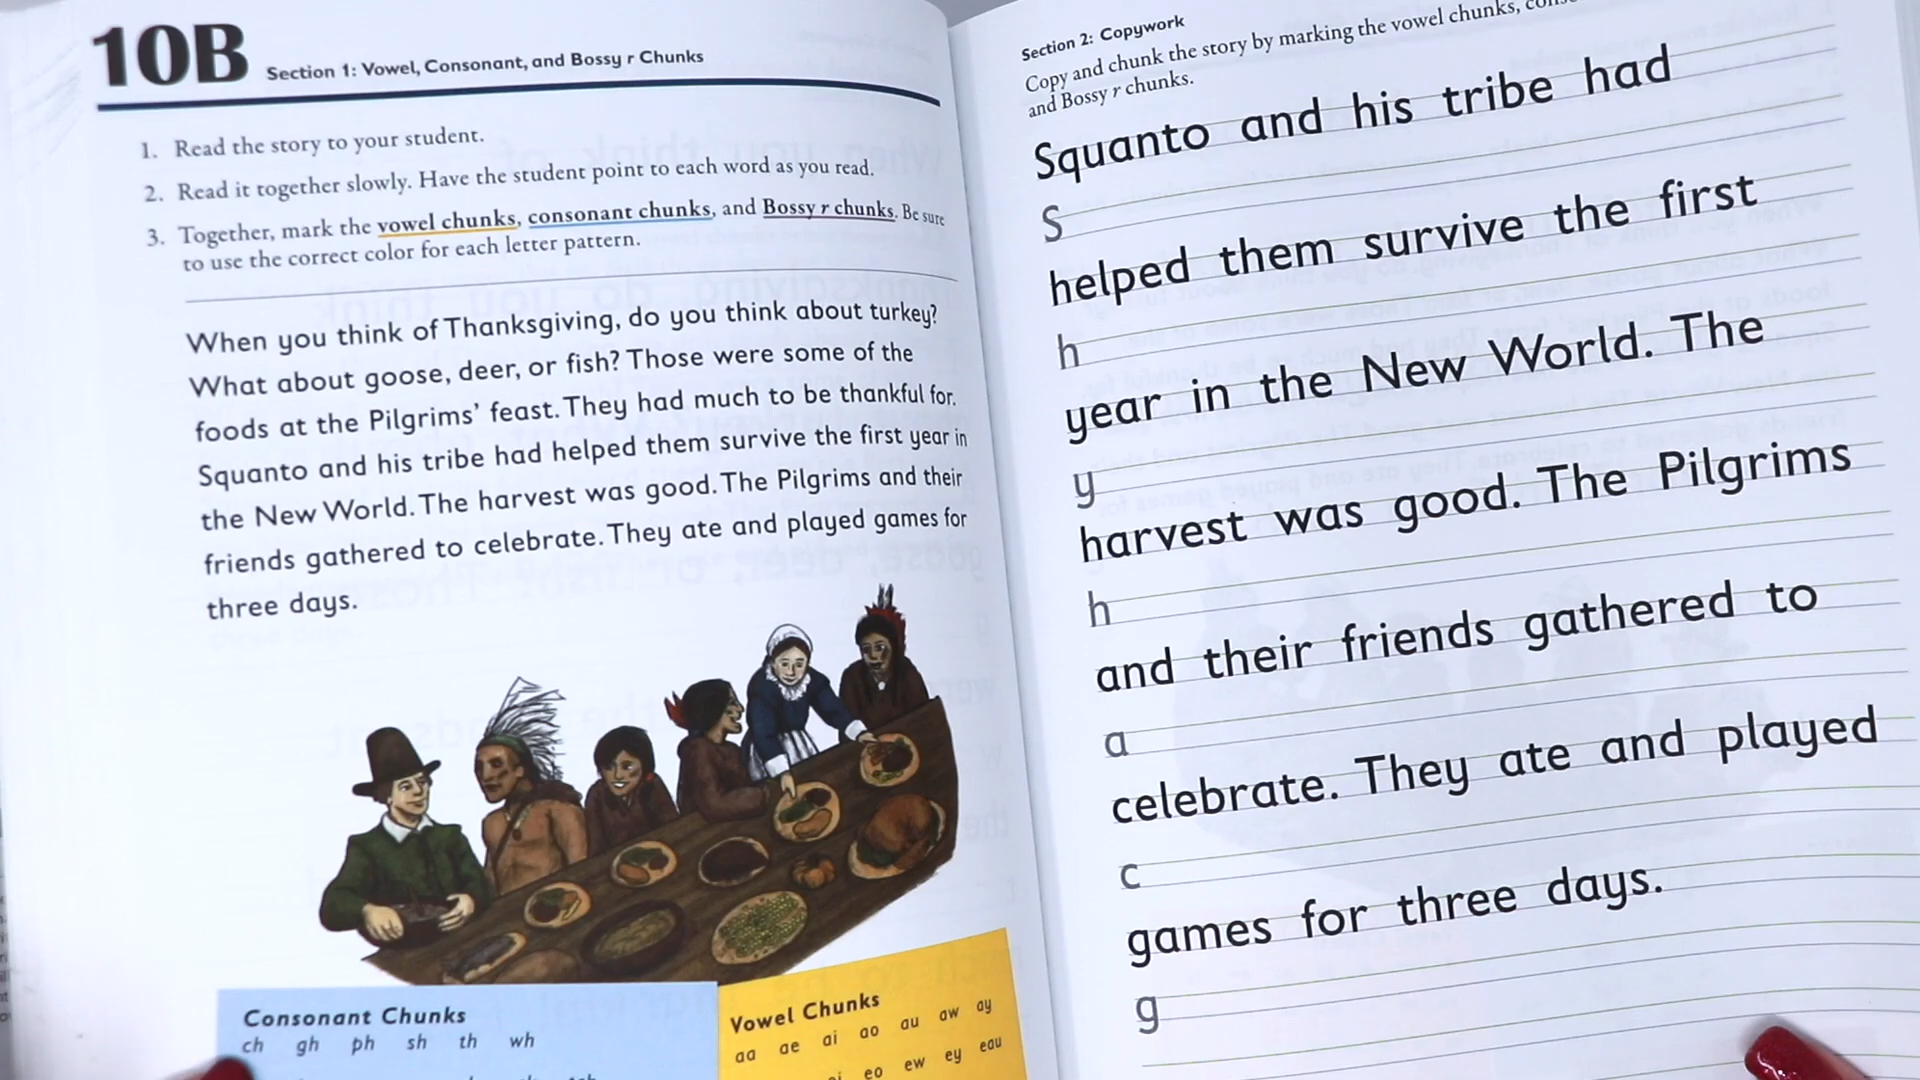 10B Section 1: Vowel, Consonant, and Bossy r Chunks
1. Read the story to your student.
2. Read it together slowly. Have the student point to each word as you read.
3. Together, mark the vowel chunks, consonant chunks, and Bossy r chunks. Be sure
to use the correct color for each letter pattern.
When you think of Thanksgiving, do you think about turkey?
What about goose, deer, or fish? Those were some of the
foods at the Pilgrims' feast. They had much to be thankful for.
Squanto and his tribe had helped them survive the first year in
the New World. The harvest was good. The Pilgrims and their
friends gathered to celebrate. They ate and played games for
three days.
Consonant Chunks
ch gh ph sh th wh
Vowel Chunks
aa ae ai ao au aw ay
eo ew ey eau
Section 2: Copywork
Copy and chunk the story by marking the vowel chunks,
and Bossy r chunks.
Squanto and his tribe had
S
helped them survive the first
h
year in the New World. The
y
harvest was good. The Pilgrims
h
and their friends gathered to
a
celebrate. They ate and played
c
games for three days.
g